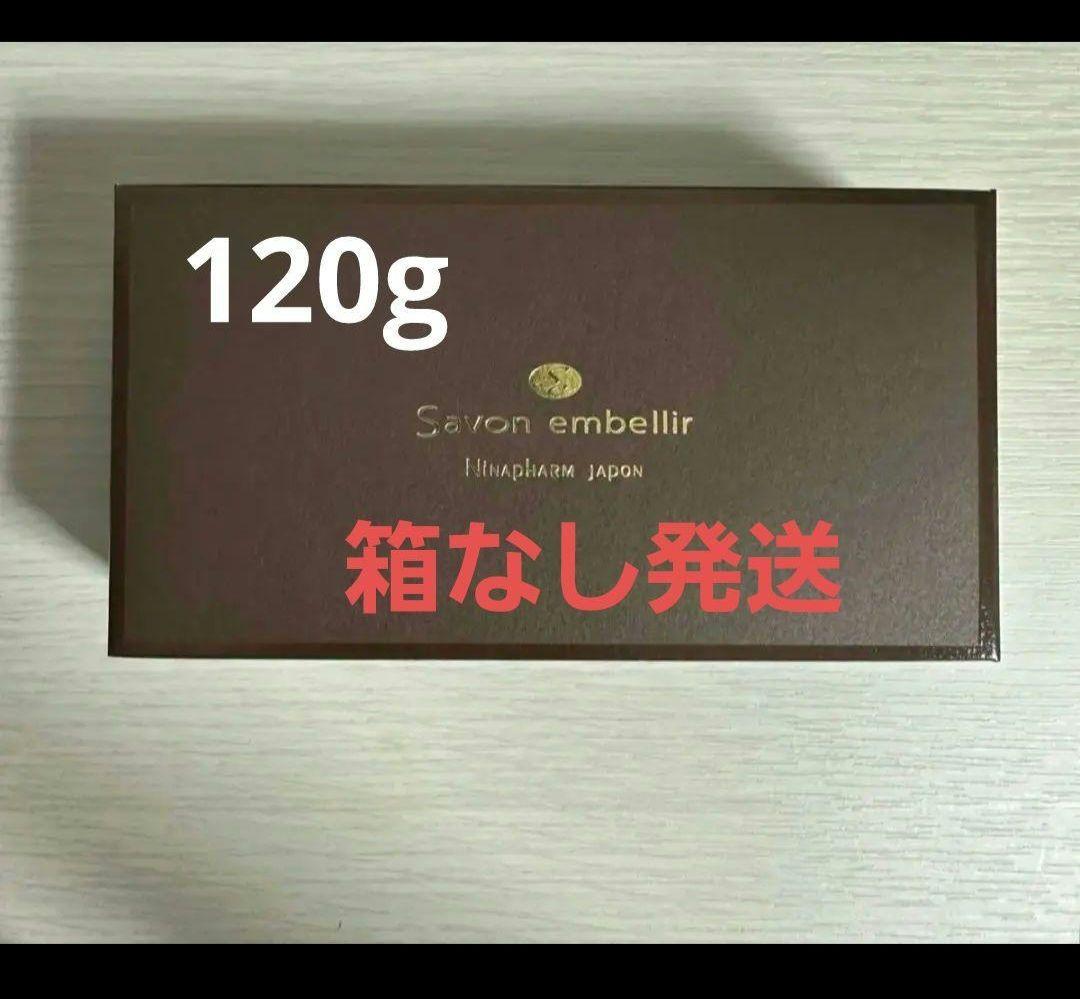 120g
Savon embellir
NINAPHARM JAPON
箱なし発送